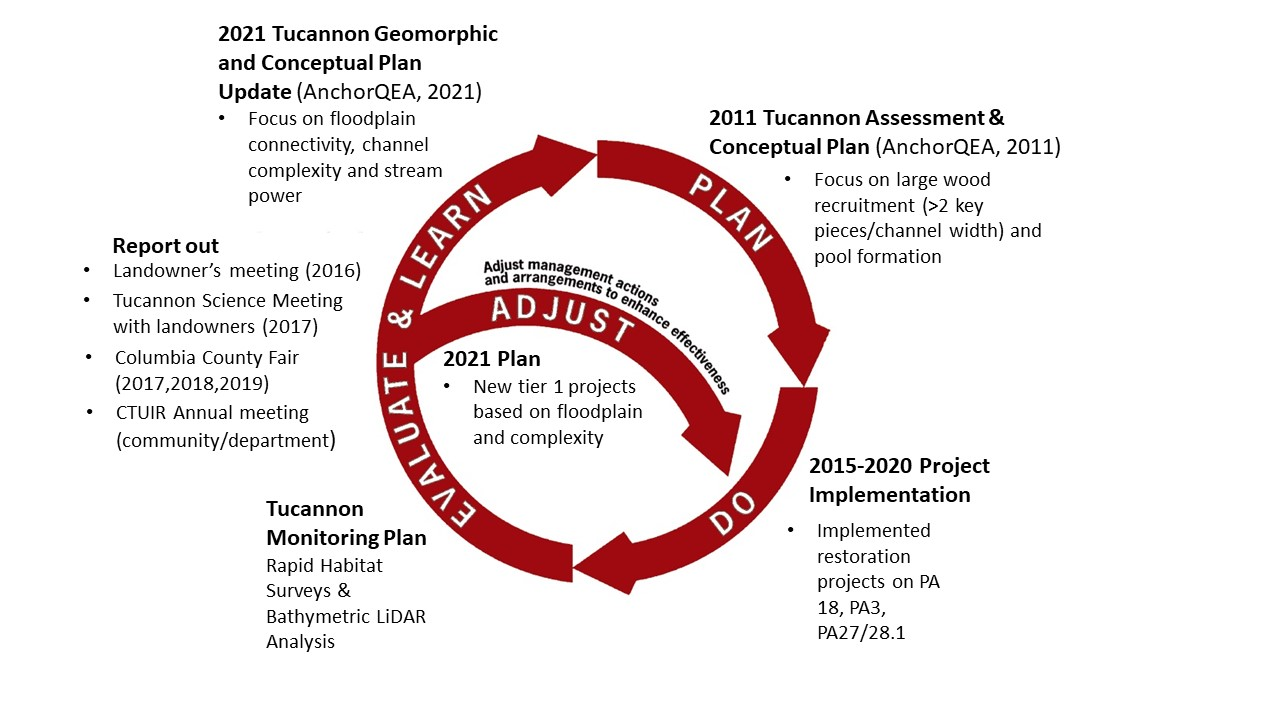 2021 Tucannon Geomorphic
and Conceptual Plan
Update (AnchorQEA, 2021)
• Focus on floodplain
connectivity, channel
complexity and stream
power
2011 Tucannon Assessment &
Conceptual Plan (AnchorQEA, 2011)
• Focus on large wood
recruitment (>2 key
pieces/channel width) and
pool formation
PLAN
Report out
• Landowner's meeting (2016)
• Tucannon Science Meeting
with landowners (2017)
• Columbia County Fair
(2017,2018,2019)
• CTUIR Annual meeting
(community/department)
EVALUATE & LEARN
Adjust management actions
and arrangements to enhance effectiveness
ADJUST
2021 Plan
• New tier 1 projects
based on floodplain
and complexity
DO
2015-2020 Project
Implementation
• Implemented
restoration
projects on PA
18, PA3,
PA27/28.1
Tucannon
Monitoring Plan
Rapid Habitat
Surveys &
Bathymetric LiDAR
Analysis